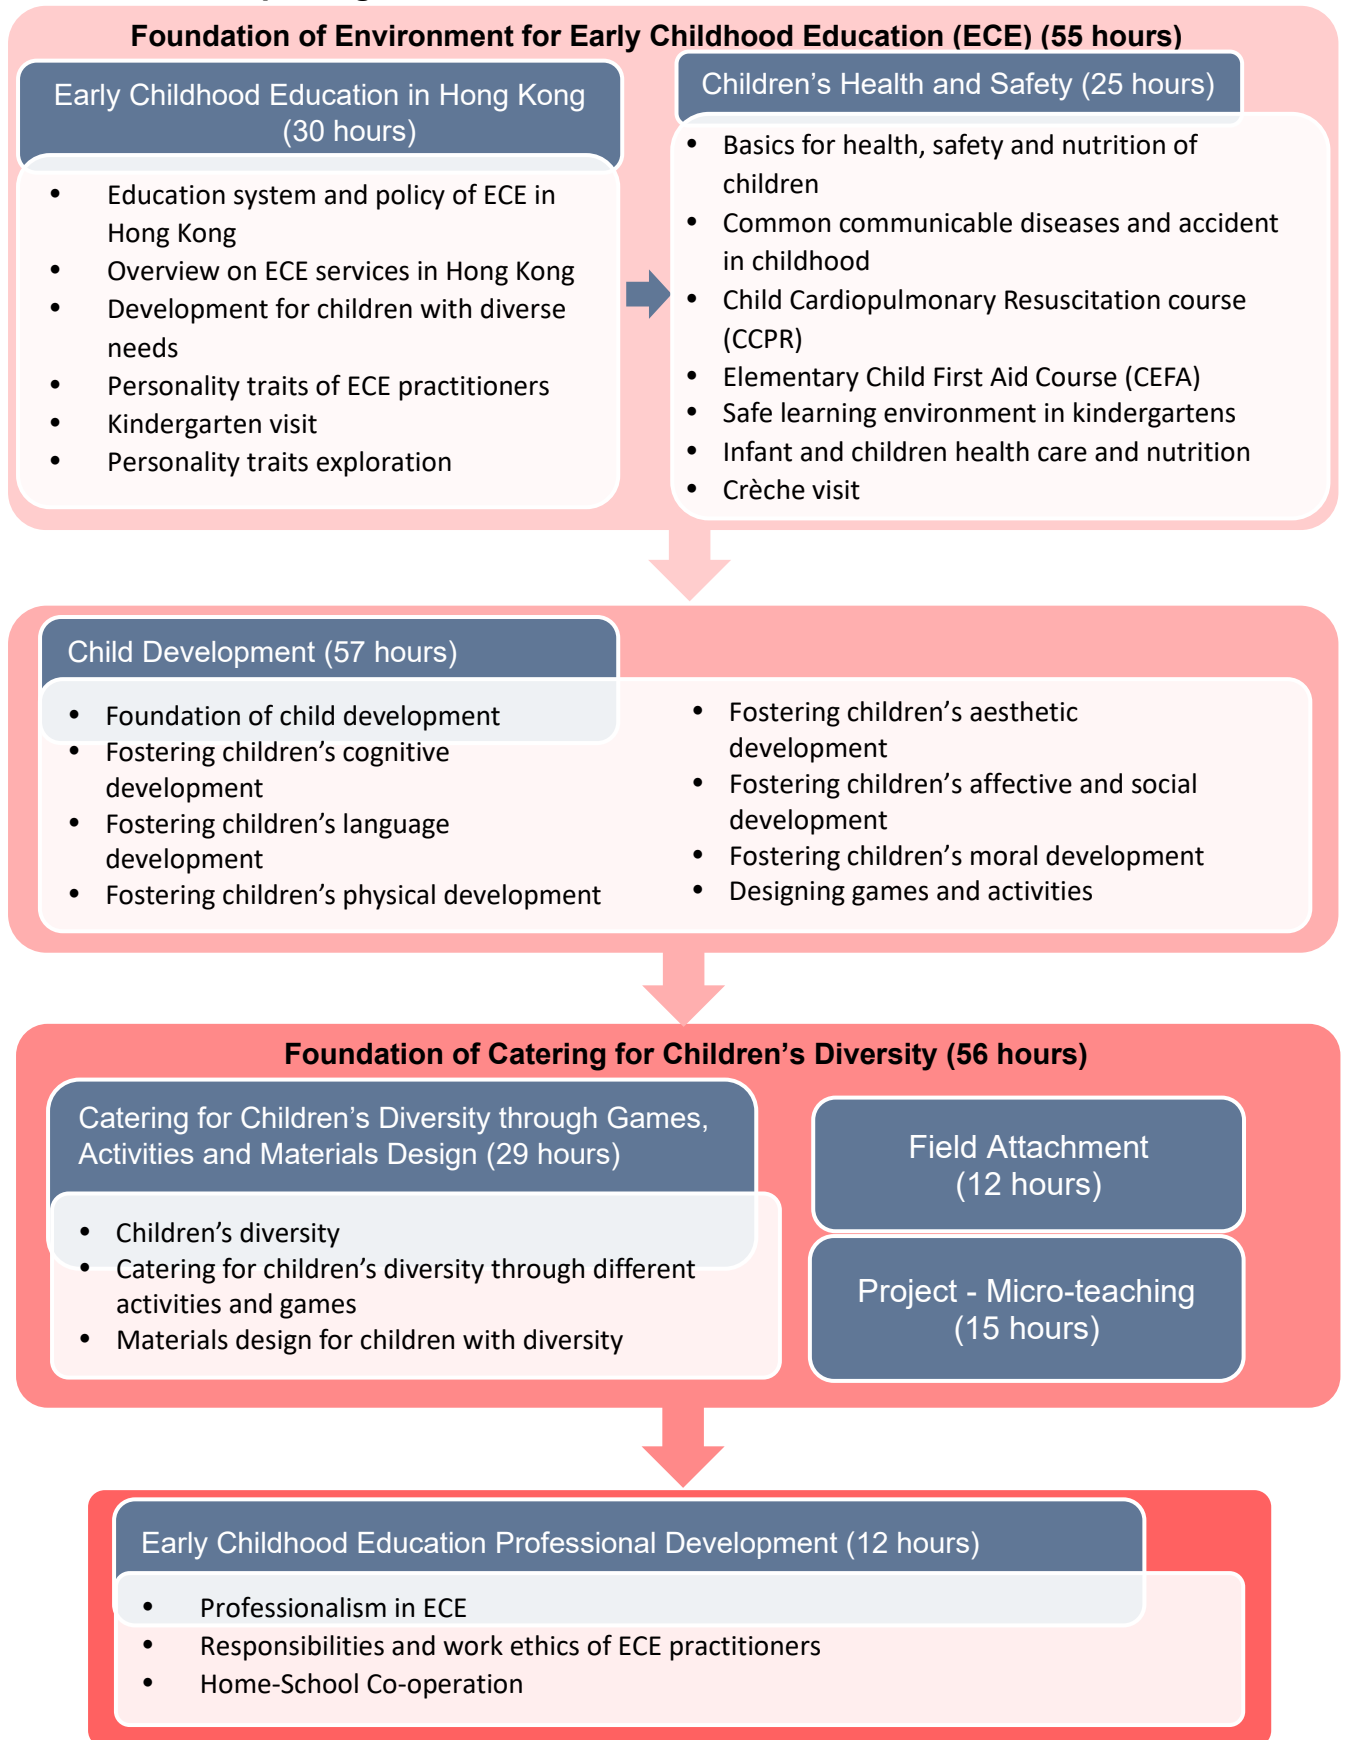 Foundation of Environment for Early Childhood Education (ECE) (55 hours)
Early Childhood Education in Hong Kong
(30 hours)
• Education system and policy of ECE in
Hong Kong
• Overview on ECE services in Hong Kong
• Development for children with diverse
needs
• Personality traits of ECE practitioners
• Kindergarten visit
• Personality traits exploration
Children’s Health and Safety (25 hours)
• Basics for health, safety and nutrition of
children
• Common communicable diseases and accident
in childhood
• Child Cardiopulmonary Resuscitation course
(CCPR)
• Elementary Child First Aid Course (CEFA)
• Safe learning environment in kindergartens
• Infant and children health care and nutrition
• Crèche visit
Child Development (57 hours)
• Foundation of child development
• Fostering children’s cognitive
development
• Fostering children’s language
development
• Fostering children’s physical development
• Fostering children’s aesthetic
development
• Fostering children’s affective and social
development
• Fostering children’s moral development
• Designing games and activities
Foundation of Catering for Children’s Diversity (56 hours)
Catering for Children’s Diversity through Games,
Activities and Materials Design (29 hours)
• Children’s diversity
• Catering for children’s diversity through different
activities and games
• Materials design for children with diversity
Field Attachment
(12 hours)
Project - Micro-teaching
(15 hours)
Early Childhood Education Professional Development (12 hours)
• Professionalism in ECE
• Responsibilities and work ethics of ECE practitioners
• Home-School Co-operation